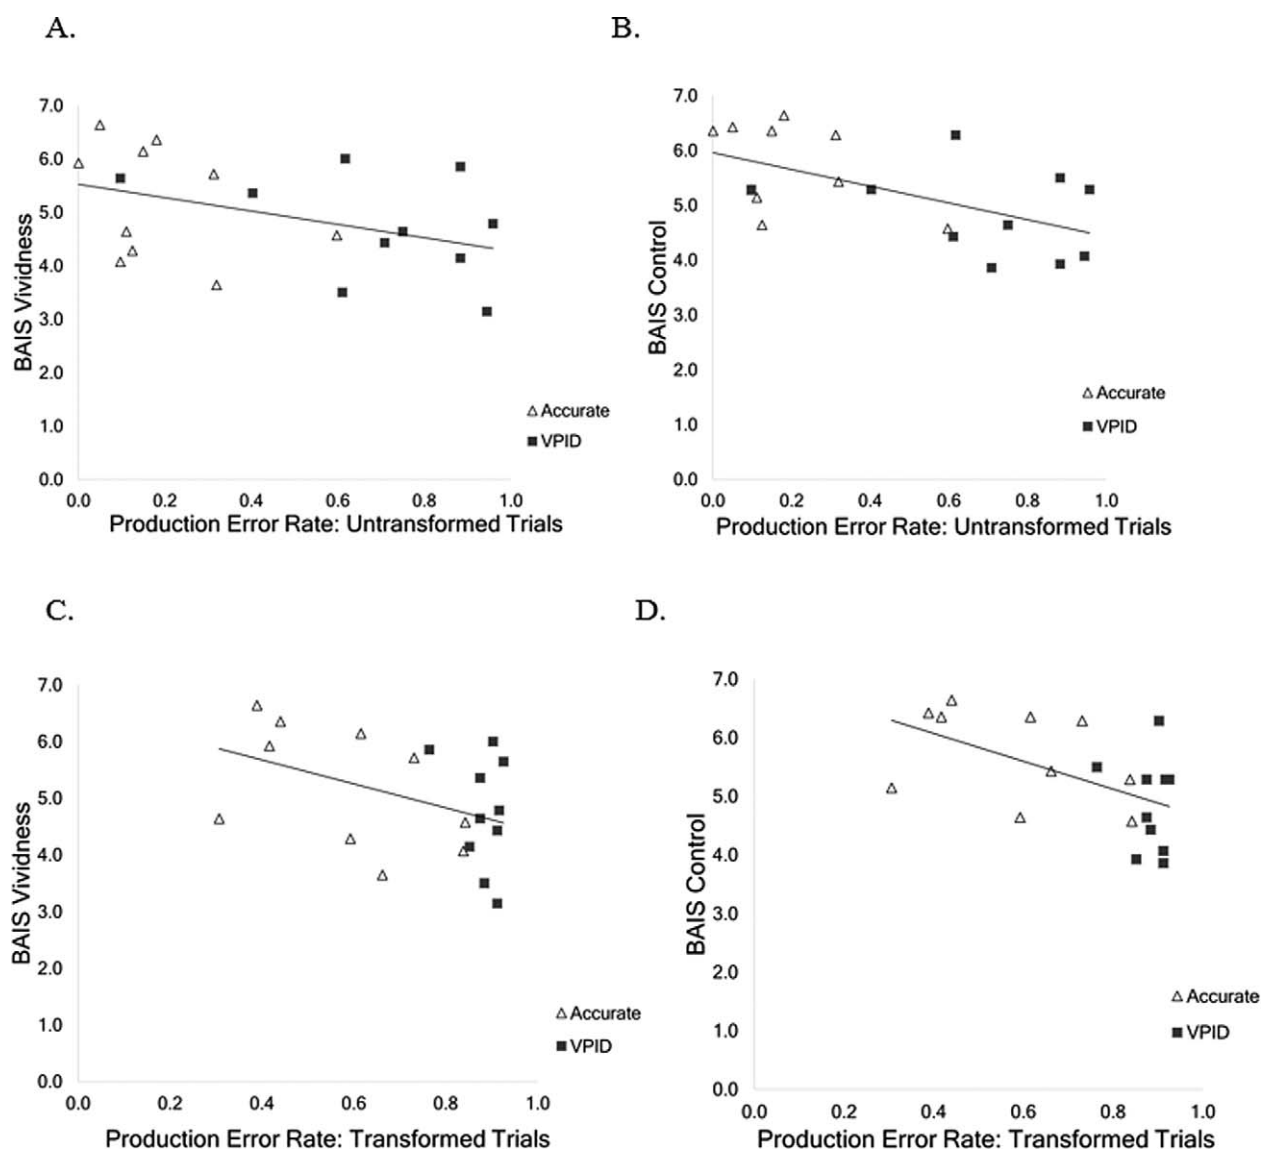 A.
B.
7.0
6.0
5.0
4.0
3.0
2.0
1.0
0.0
BAIS Vividness
Accurate
VPID
0.0 0.2 0.4 0.6 0.8 1.0
Production Error Rate: Untransformed Trials
7.0
6.0
5.0
4.0
3.0
2.0
1.0
0.0
BAIS Control
Accurate
VPID
0.0 0.2 0.4 0.6 0.8 1.0
Production Error Rate: Untransformed Trials
C.
D.
7.0
6.0
5.0
4.0
3.0
2.0
1.0
0.0
BAIS Vividness
Accurate
VPID
0.0 0.2 0.4 0.6 0.8 1.0
Production Error Rate: Transformed Trials
7.0
6.0
5.0
4.0
3.0
2.0
1.0
0.0
BAIS Control
Accurate
VPID
0.0 0.2 0.4 0.6 0.8 1.0
Production Error Rate: Transformed Trials